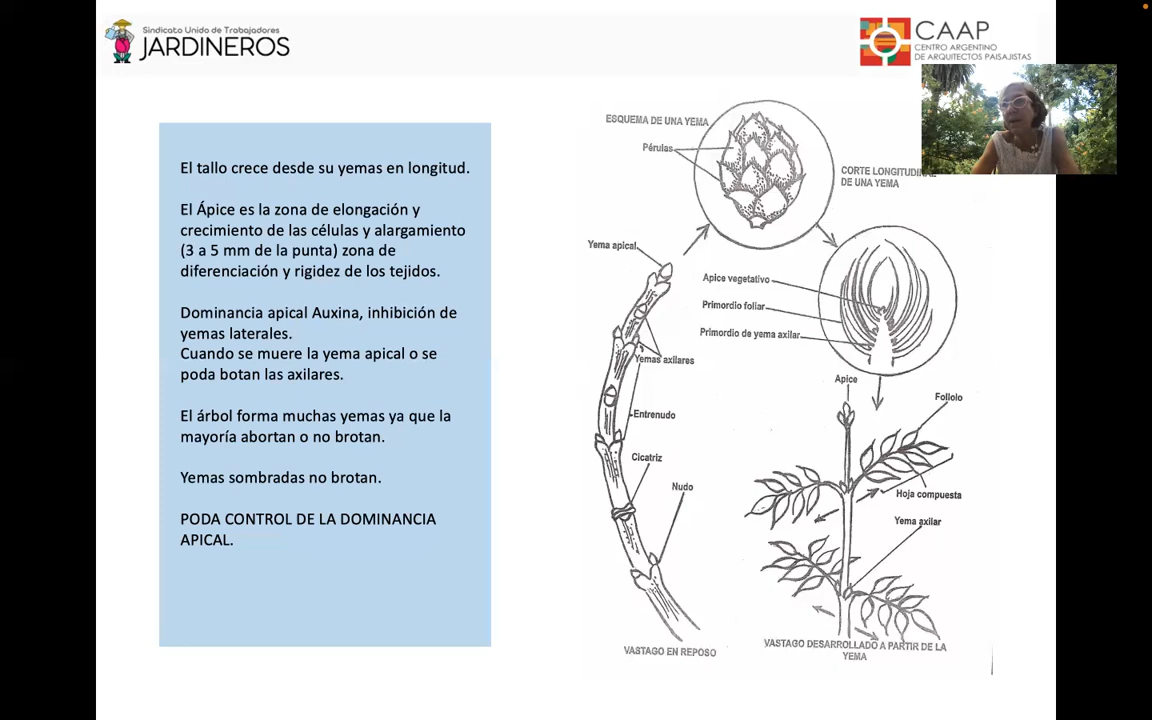 Sindicato Unido de Trabajadores
JARDINEROS
CAAP
CENTRO ARGENTINO
DE ARQUITECTOS PAISAJISTAS
El tallo crece desde su yemas en longitud.
El Ápice es la zona de elongación y
crecimiento de las células y alargamiento
(3 a 5 mm de la punta) zona de
diferenciación y rigidez de los tejidos.
Dominancia apical Auxina, inhibición de
yemas laterales.
Cuando se muere la yema apical o se
poda botan las axilares.
El árbol forma muchas yemas ya que la
mayoría abortan o no brotan.
Yemas sombradas no brotan.
PODA CONTROL DE LA DOMINANCIA
APICAL.
ESQUEMA DE UNA YEMA
Pérulas
CORTE LONGITUDINAL
DE UNA YEMA
Yema apical
Apice vegetativo
Primordio foliar
Primordio de yema axilar
Yemas axilares
Apice
Foliolo
Entrenudo
Cicatriz
Nudo
Hoja compuesta
Yema axilar
VASTAGO EN REPOSO
VASTAGO DESARROLLADO A PARTIR DE LA
YEMA